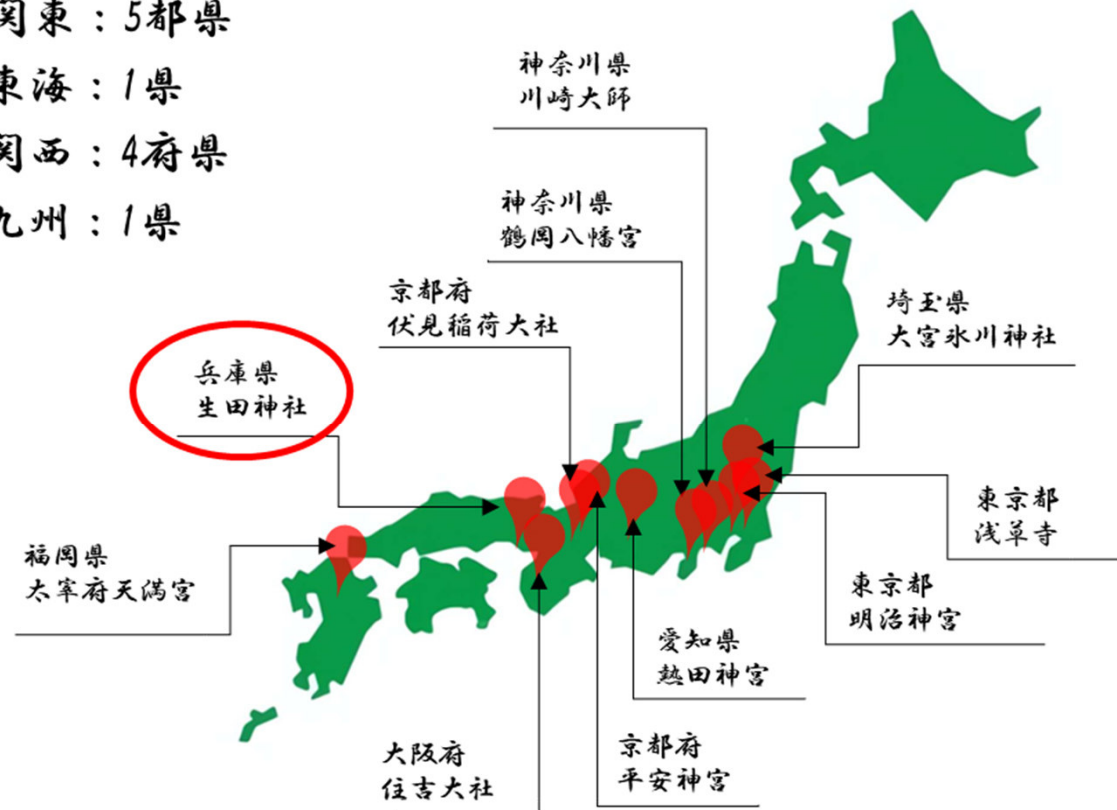 関東：5都県
東海：1県
関西：4府県
九州：1県
神奈川県
川崎大師
神奈川県
鶴岡八幡宮
京都府
伏見稲荷大社
埼玉県
大宮氷川神社
兵庫県
生田神社
東京都
浅草寺
福岡県
太宰府天満宮
東京都
明治神宮
愛知県
熱田神宮
京都府
平安神宮
大阪府
住吉大社